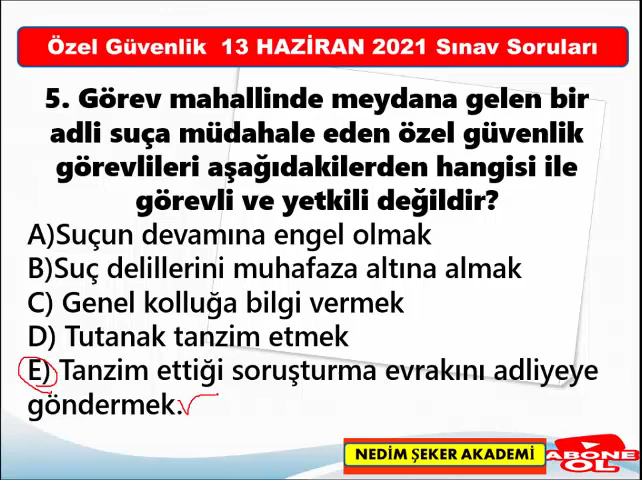 Özel Güvenlik 13 HAZİRAN 2021 Sınav Soruları
5. Görev mahallinde meydana gelen bir
adli suça müdahale eden özel güvenlik
görevlileri aşağıdakilerden hangisi ile
görevli ve yetkili değildir?
A)Suçun devamına engel olmak
B)Suç delillerini muhafaza altına almak
C) Genel kolluğa bilgi vermek
D) Tutanak tanzim etmek
E) Tanzim ettiği soruşturma evrakını adliyeye
göndermek.
NEDİM ŞEKER AKADEMİ
ABONE
OL